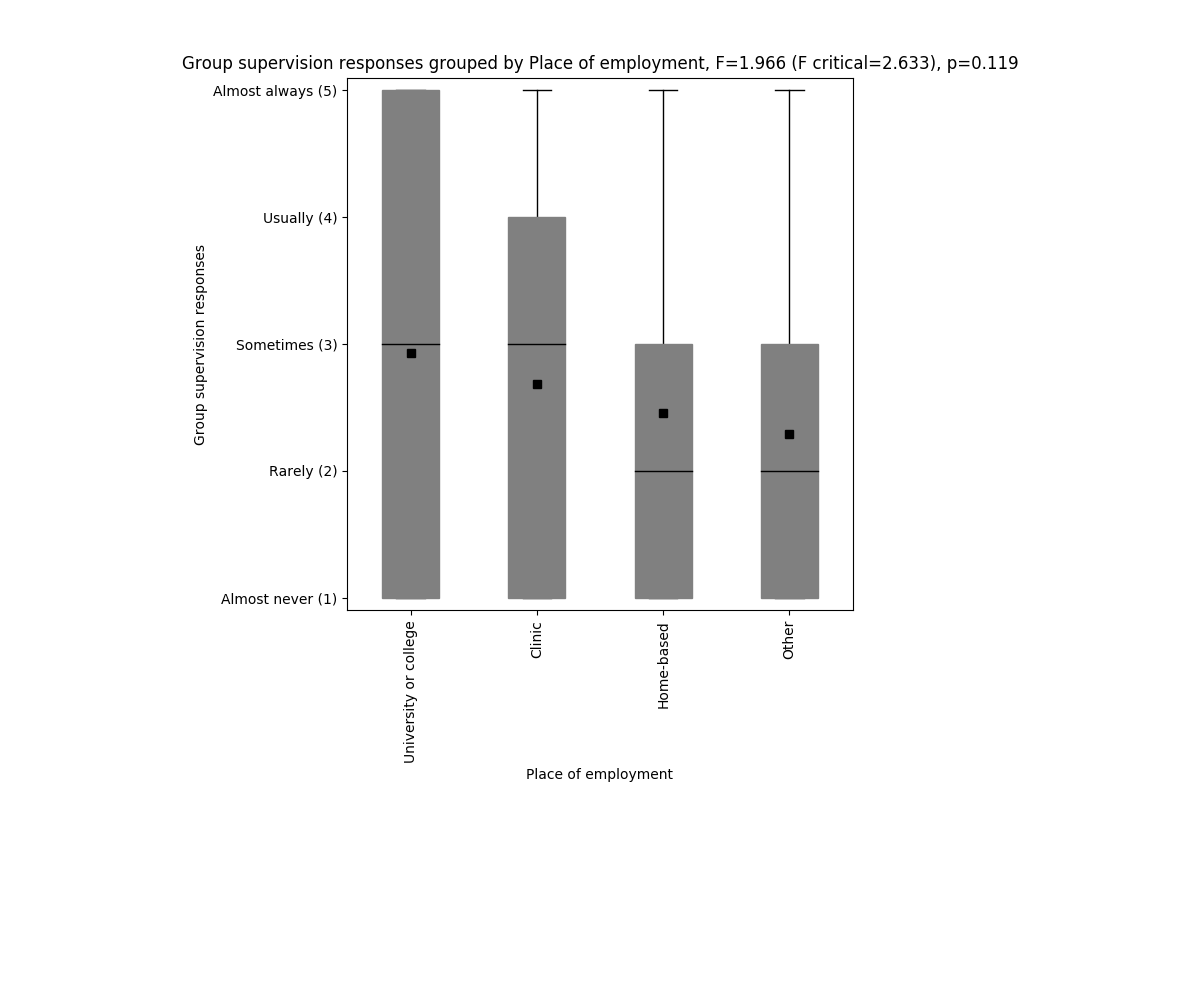 Group supervision responses grouped by Place of employment, F=1.966 (F critical=2.633), p=0.119
Almost always (5)
Usually (4)
Sometimes (3)
Rarely (2)
Almost never (1)
Group supervision responses
University or college
Clinic
Home-based
Other
Place of employment